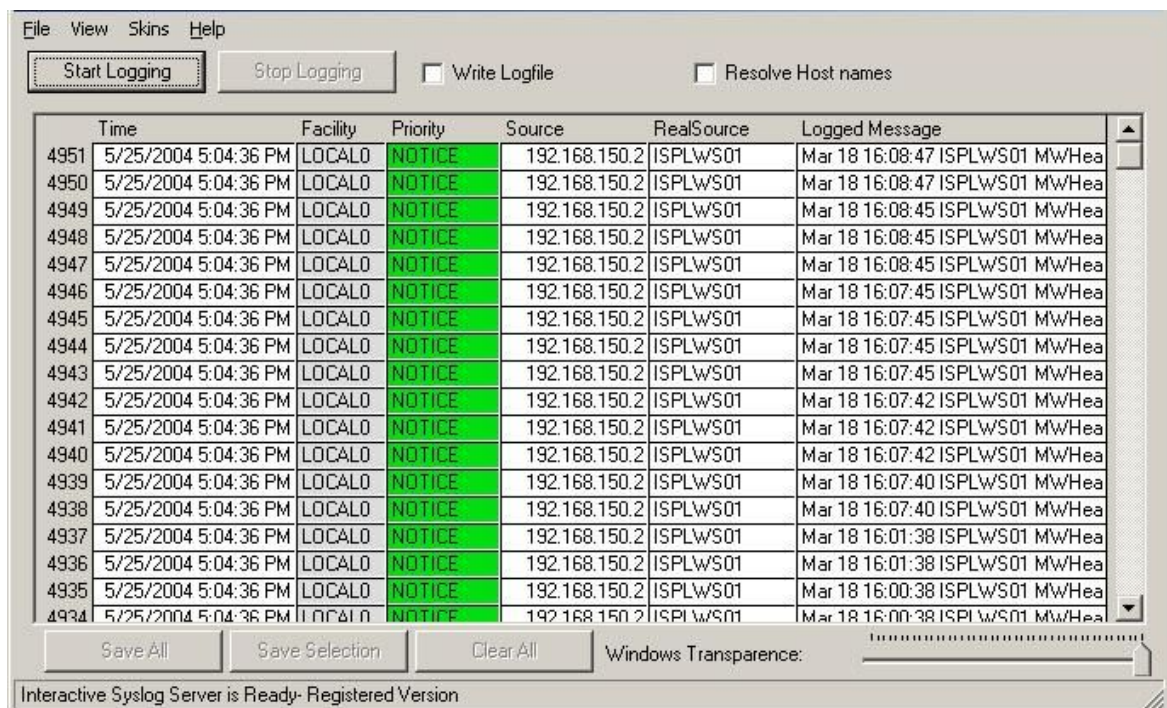 File View Skins Help
Start Logging Stop Logging Write Logfile Resolve Host names
Time Facility Priority Source RealSource Logged Message
4951 5/25/2004 5:04:36 PM LOCAL0 NOTICE 192.168.150.2 ISPLWS01 Mar 18 16:08:47 ISPLWS01 MWHea
4950 5/25/2004 5:04:36 PM LOCAL0 NOTICE 192.168.150.2 ISPLWS01 Mar 18 16:08:47 ISPLWS01 MWHea
4949 5/25/2004 5:04:36 PM LOCAL0 NOTICE 192.168.150.2 ISPLWS01 Mar 18 16:08:45 ISPLWS01 MWHea
4948 5/25/2004 5:04:36 PM LOCAL0 NOTICE 192.168.150.2 ISPLWS01 Mar 18 16:08:45 ISPLWS01 MWHea
4947 5/25/2004 5:04:36 PM LOCAL0 NOTICE 192.168.150.2 ISPLWS01 Mar 18 16:08:45 ISPLWS01 MWHea
4946 5/25/2004 5:04:36 PM LOCAL0 NOTICE 192.168.150.2 ISPLWS01 Mar 18 16:07:45 ISPLWS01 MWHea
4945 5/25/2004 5:04:36 PM LOCAL0 NOTICE 192.168.150.2 ISPLWS01 Mar 18 16:07:45 ISPLWS01 MWHea
4944 5/25/2004 5:04:36 PM LOCAL0 NOTICE 192.168.150.2 ISPLWS01 Mar 18 16:07:45 ISPLWS01 MWHea
4943 5/25/2004 5:04:36 PM LOCAL0 NOTICE 192.168.150.2 ISPLWS01 Mar 18 16:07:45 ISPLWS01 MWHea
4942 5/25/2004 5:04:36 PM LOCAL0 NOTICE 192.168.150.2 ISPLWS01 Mar 18 16:07:42 ISPLWS01 MWHea
4941 5/25/2004 5:04:36 PM LOCAL0 NOTICE 192.168.150.2 ISPLWS01 Mar 18 16:07:42 ISPLWS01 MWHea
4940 5/25/2004 5:04:36 PM LOCAL0 NOTICE 192.168.150.2 ISPLWS01 Mar 18 16:07:42 ISPLWS01 MWHea
4939 5/25/2004 5:04:36 PM LOCAL0 NOTICE 192.168.150.2 ISPLWS01 Mar 18 16:07:40 ISPLWS01 MWHea
4938 5/25/2004 5:04:36 PM LOCAL0 NOTICE 192.168.150.2 ISPLWS01 Mar 18 16:07:40 ISPLWS01 MWHea
4937 5/25/2004 5:04:36 PM LOCAL0 NOTICE 192.168.150.2 ISPLWS01 Mar 18 16:01:38 ISPLWS01 MWHea
4936 5/25/2004 5:04:36 PM LOCAL0 NOTICE 192.168.150.2 ISPLWS01 Mar 18 16:01:38 ISPLWS01 MWHea
4935 5/25/2004 5:04:36 PM LOCAL0 NOTICE 192.168.150.2 ISPLWS01 Mar 18 16:00:38 ISPLWS01 MWHea
4934 5/25/2004 5:04:36 PM LOCAL0 NOTICE 192.168.150.2 ISPLWS01 Mar 18 16:00:38 ISPLWS01 MWHea
Save All Save Selection Clear All Windows Transparence:
Interactive Syslog Server is Ready- Registered Version